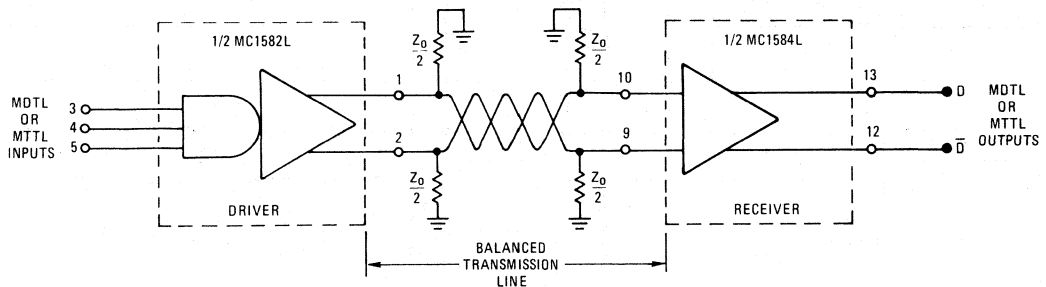 1/2 MC1582L
1/2 MC1584L
Z0
2
Z0
2
MDTL
OR
MTTL
INPUTS
3
4
5
1
2
10
9
13
12
D
D̅
MDTL
OR
MTTL
OUTPUTS
Z0
2
Z0
2
DRIVER
RECEIVER
BALANCED
TRANSMISSION
LINE